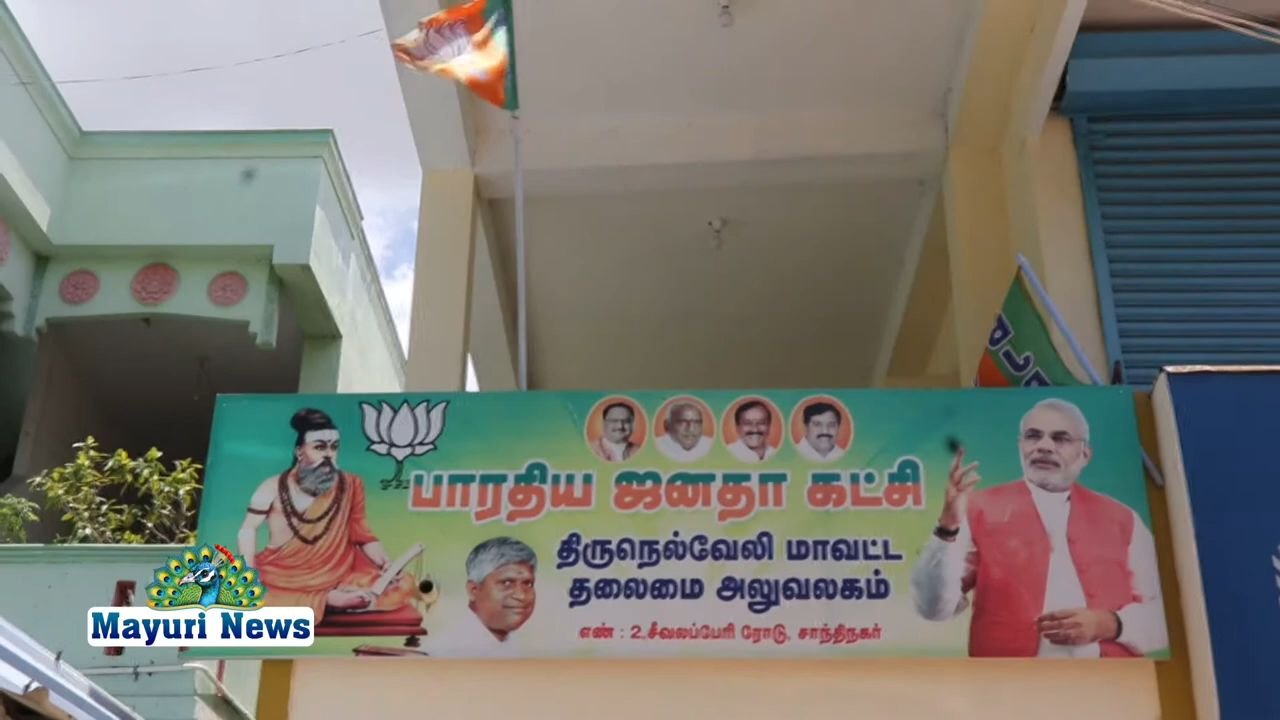 பாரதிய ஜனதா கட்சி
திருநெல்வேலி மாவட்ட
தலைமை அலுவலகம்
எண் : 2,சீவலப்பேரி ரோடு, சாந்திநகர்
Mayuri News